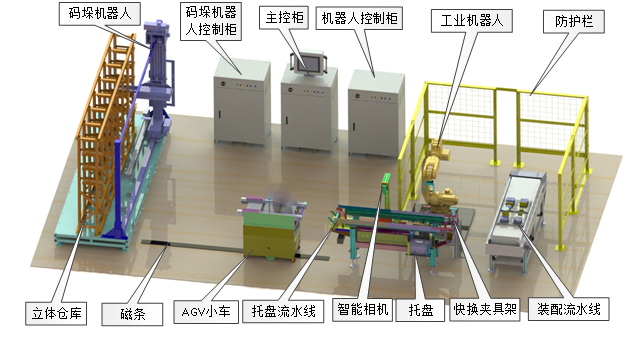 码垛机器人
码垛机器
人控制柜
主控柜
机器人控制柜
工业机器人
防护栏
立体仓库
磁条
AGV小车
托盘流水线
智能相机
托盘
快换夹具架
装配流水线